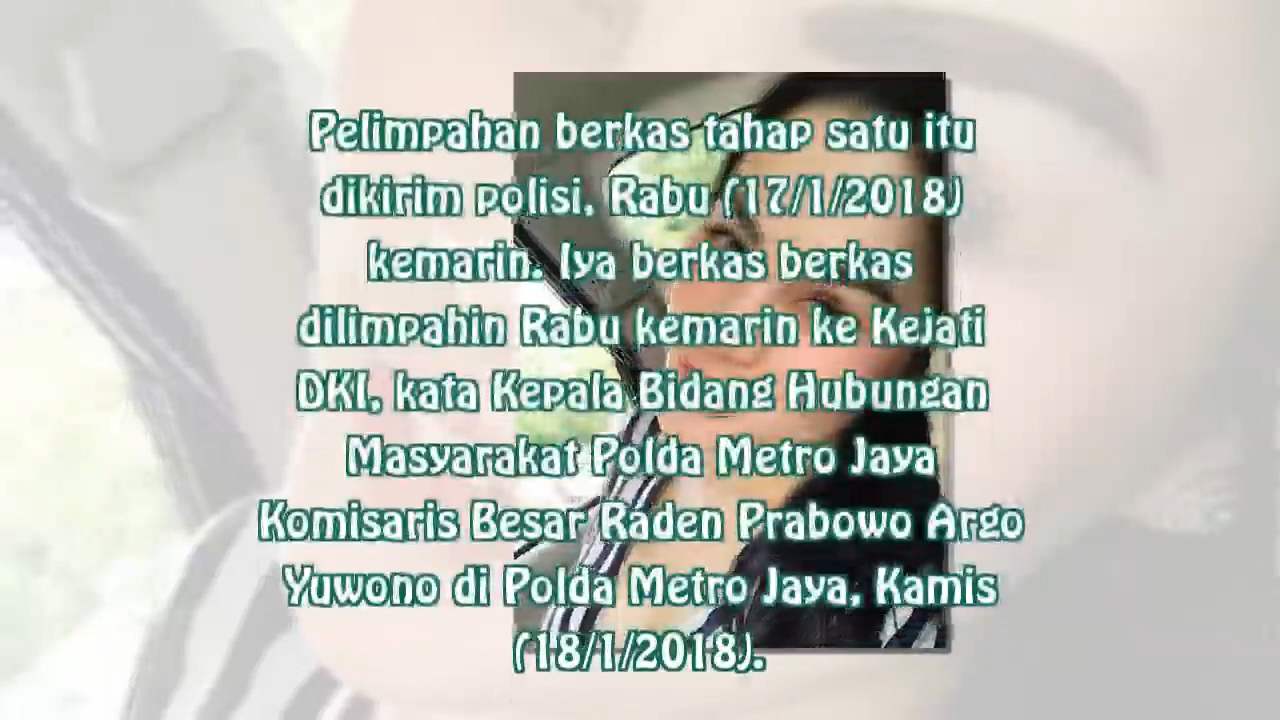 Pelimpahan berkas tahap satu itu
dikirim polisi, Rabu (17/1/2018)
kemarin. Iya berkas berkas
dilimpahin Rabu kemarin ke Kejati
DKI, kata Kepala Bidang Hubungan
Masyarakat Polda Metro Jaya
Komisaris Besar Raden Prabowo Argo
Yuwono di Polda Metro Jaya, Kamis
(18/1/2018).